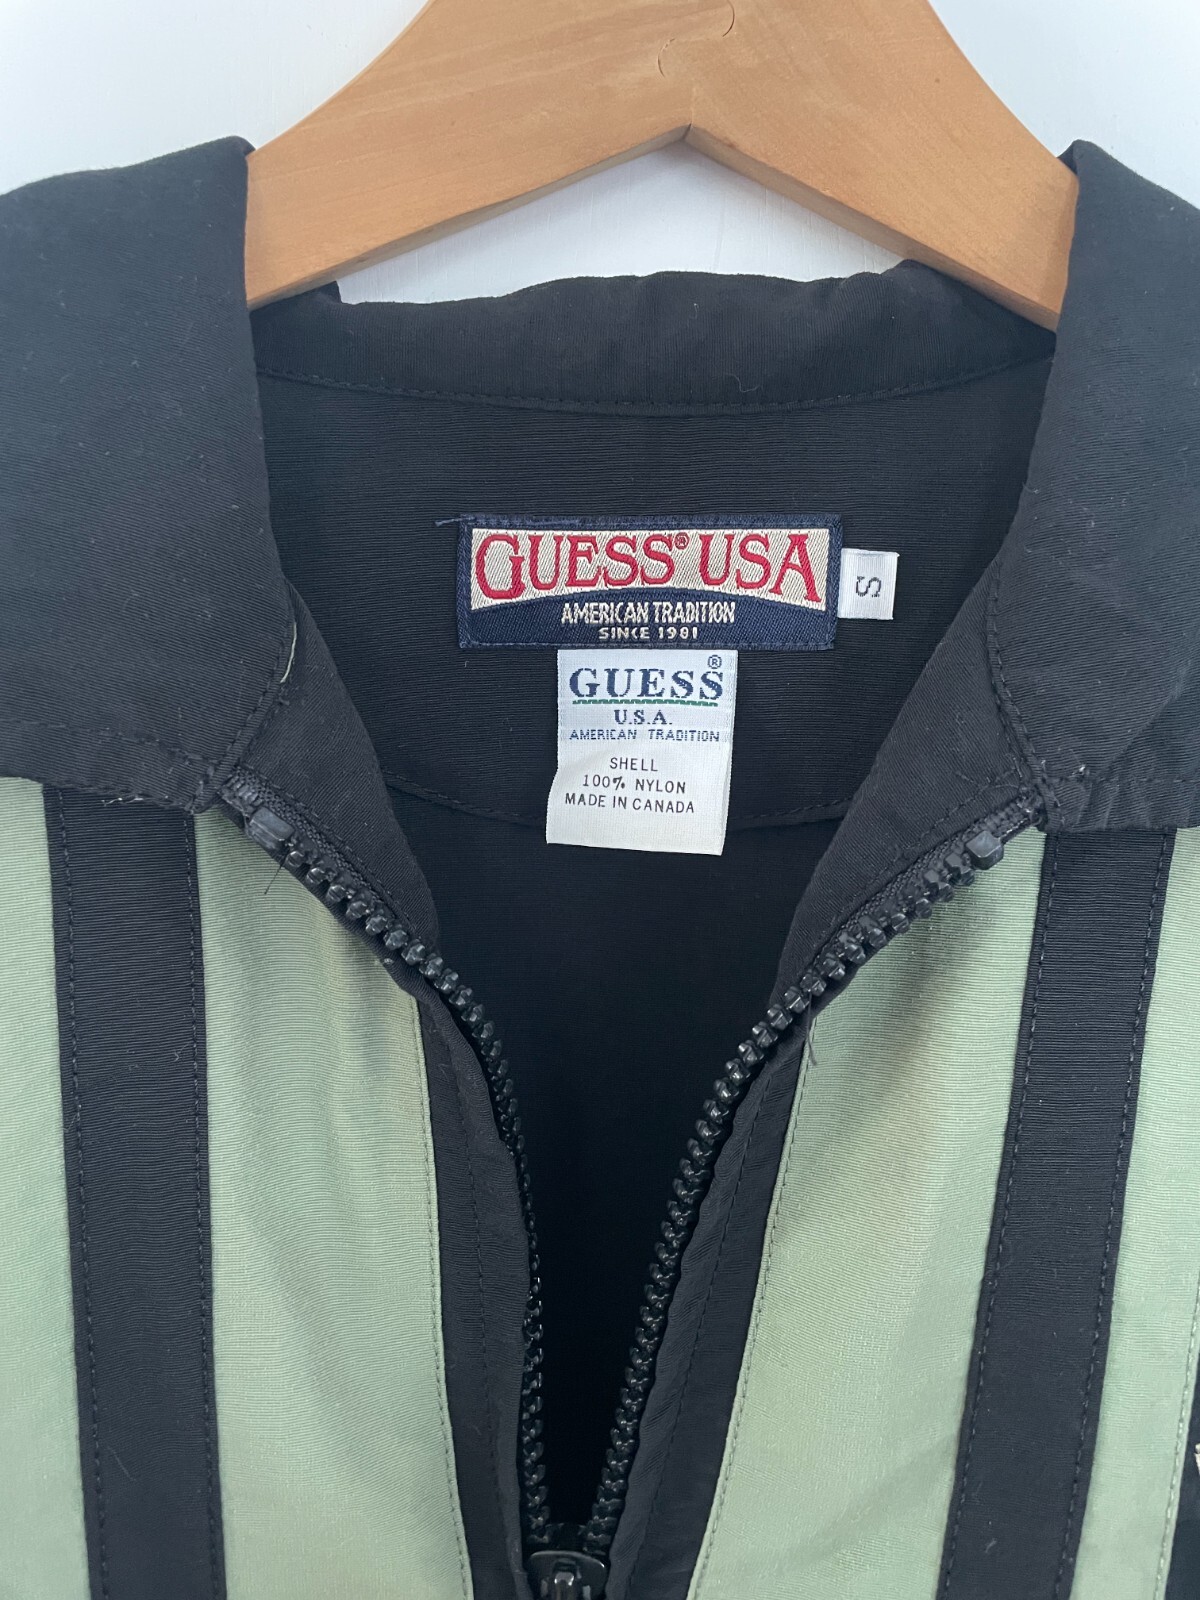 GUESS® USA
AMERICAN TRADITION
SINCE 1981
S
GUESS®
U.S.A.
AMERICAN TRADITION
SHELL
100% NYLON
MADE IN CANADA